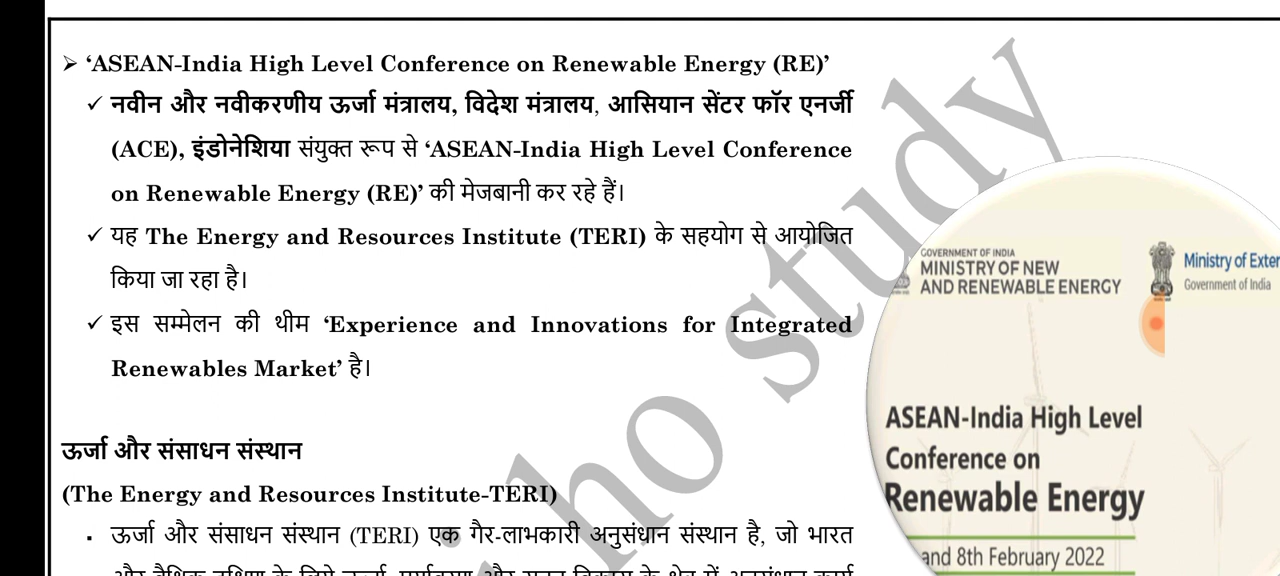 ➢ ‘ASEAN-India High Level Conference on Renewable Energy (RE)’
✓ नवीन और नवीकरणीय ऊर्जा मंत्रालय, विदेश मंत्रालय, आसियान सेंटर फॉर एनर्जी
(ACE), इंडोनेशिया संयुक्त रूप से ‘ASEAN-India High Level Conference
on Renewable Energy (RE)’ की मेजबानी कर रहे हैं।
✓ यह The Energy and Resources Institute (TERI) के सहयोग से आयोजित
किया जा रहा है।
✓ इस सम्मेलन की थीम ‘Experience and Innovations for Integrated
Renewables Market’ है।
ऊर्जा और संसाधन संस्थान
(The Energy and Resources Institute-TERI)
▪ ऊर्जा और संसाधन संस्थान (TERI) एक गैर-लाभकारी अनुसंधान संस्थान है, जो भारत
ho study
GOVERNMENT OF INDIA
MINISTRY OF NEW
AND RENEWABLE ENERGY
Ministry of Exter
Government of India
ASEAN-India High Level
Conference on
Renewable Energy
and 8th February 2022